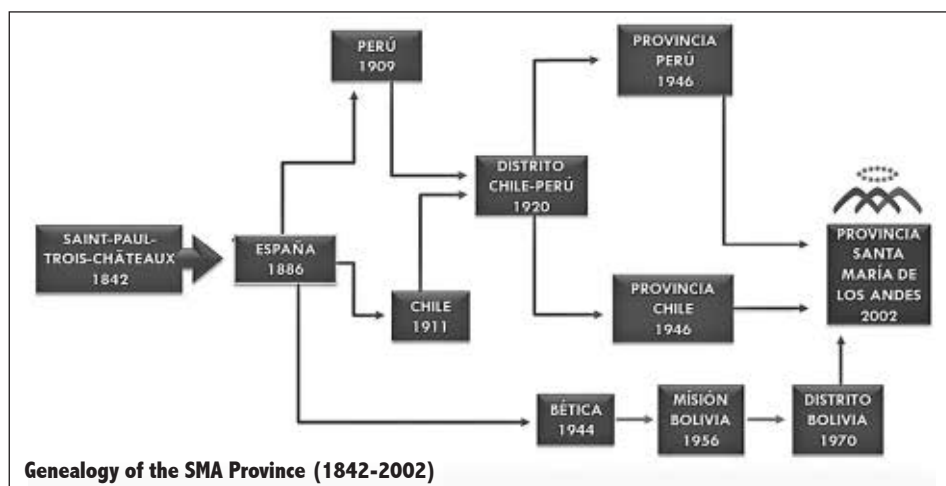 PERÚ
1909
PROVINCIA
PERÚ
1946
DISTRITO
CHILE-PERÚ
1920
SAINT-PAUL-
TROIS-CHÂTEAUX
1842
ESPAÑA
1886
CHILE
1911
PROVINCIA
CHILE
1946
PROVINCIA
SANTA
MARÍA DE
LOS ANDES
2002
BÉTICA
1944
MÍSIÓN
BOLIVIA
1956
DISTRITO
BOLIVIA
1970
Genealogy of the SMA Province (1842-2002)